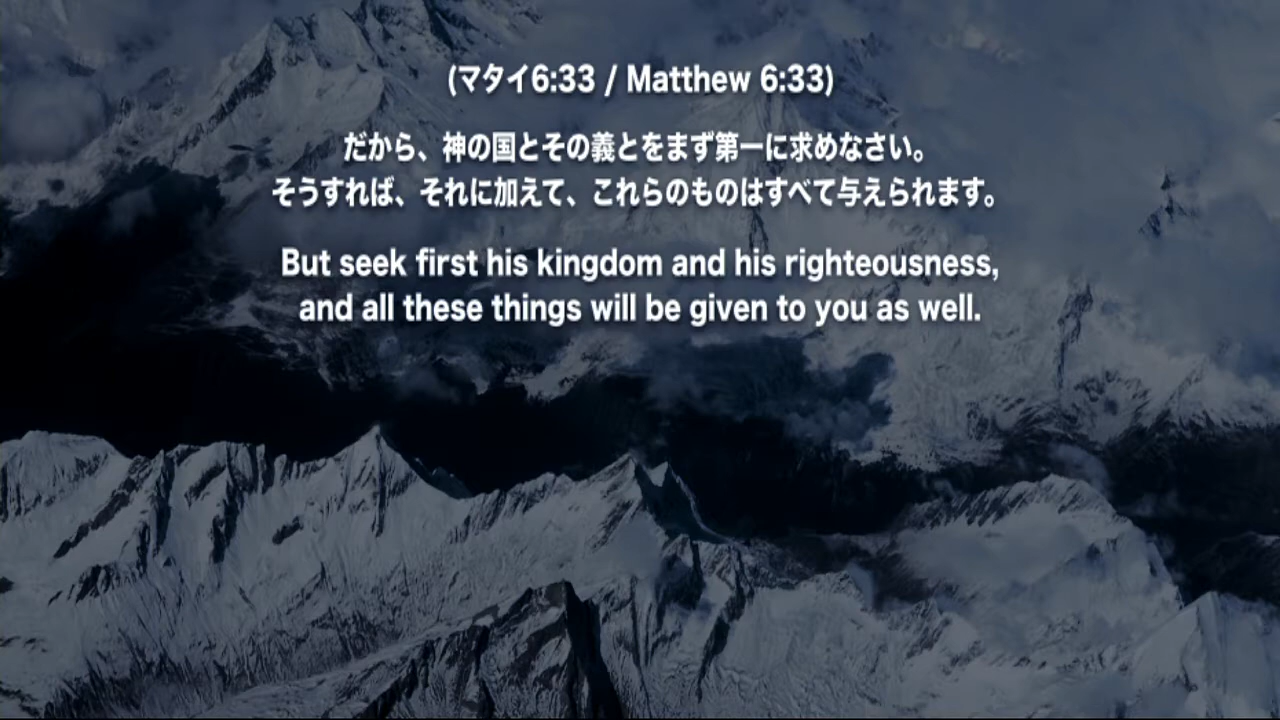 (マタイ6:33 / Matthew 6:33)
だから、神の国とその義とをまず第一に求めなさい。
そうすれば、それに加えて、これらのものはすべて与えられます。
But seek first his kingdom and his righteousness,
and all these things will be given to you as well.